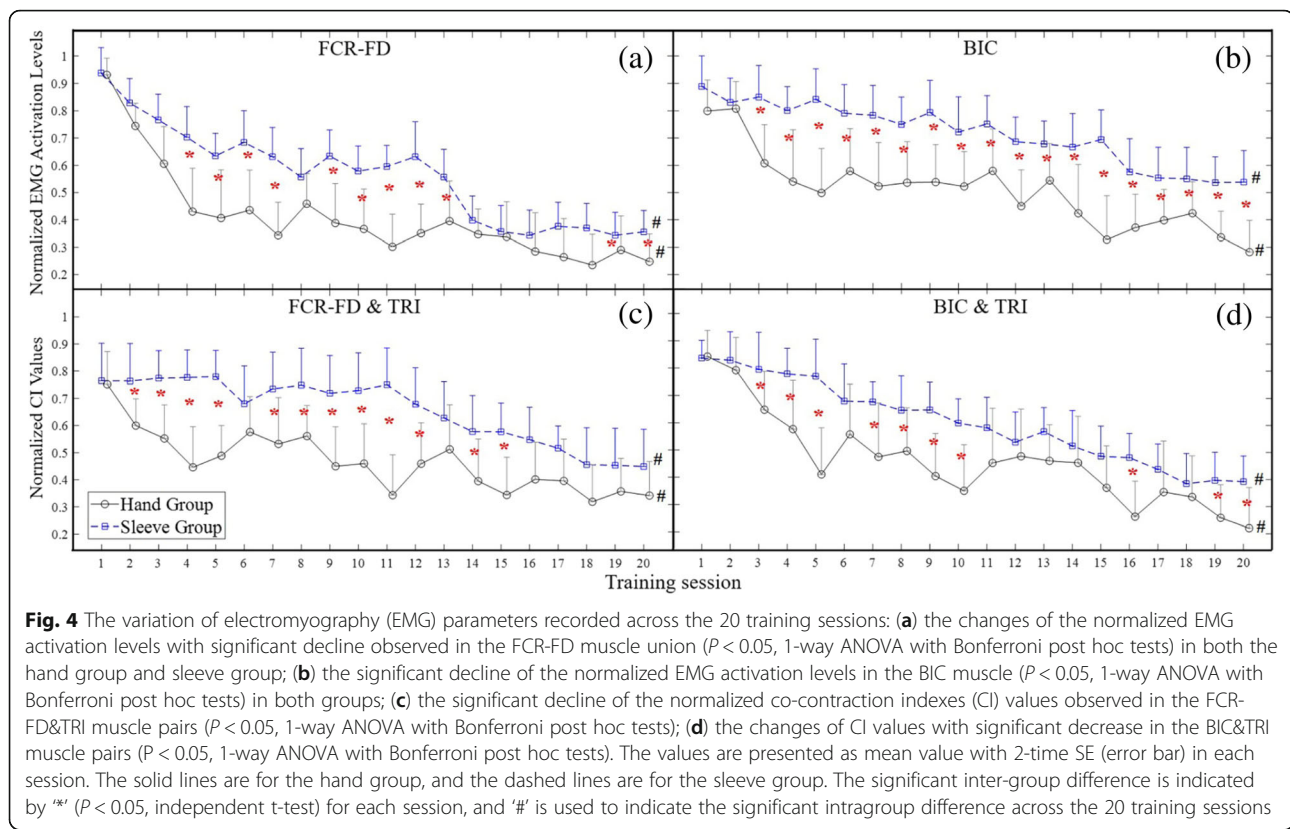 FCR-FD (a)
BIC (b)
Normalized EMG Activation Levels
1
0.9
0.8
0.7
0.6
0.5
0.4
0.3
0.2
* * * * * * * * * * *
#
#
* * * * * * * * * * * * * * * * * *
#
#
FCR-FD & TRI (c)
BIC & TRI (d)
Normalized CI Values
1
0.9
0.8
0.7
0.6
0.5
0.4
0.3
0.2
* * * * * * * * * * * *
#
#
* * * * * * * * * *
#
#
Hand Group
Sleeve Group
1 2 3 4 5 6 7 8 9 10 11 12 13 14 15 16 17 18 19 20 1 2 3 4 5 6 7 8 9 10 11 12 13 14 15 16 17 18 19 20
Training session
Fig. 4 The variation of electromyography (EMG) parameters recorded across the 20 training sessions: (a) the changes of the normalized EMG
activation levels with significant decline observed in the FCR-FD muscle union (P < 0.05, 1-way ANOVA with Bonferroni post hoc tests) in both the
hand group and sleeve group; (b) the significant decline of the normalized EMG activation levels in the BIC muscle (P < 0.05, 1-way ANOVA with
Bonferroni post hoc tests) in both groups; (c) the significant decline of the normalized co-contraction indexes (CI) values observed in the FCR-
FD&TRI muscle pairs (P < 0.05, 1-way ANOVA with Bonferroni post hoc tests); (d) the changes of CI values with significant decrease in the BIC&TRI
muscle pairs (P < 0.05, 1-way ANOVA with Bonferroni post hoc tests). The values are presented as mean value with 2-time SE (error bar) in each
session. The solid lines are for the hand group, and the dashed lines are for the sleeve group. The significant inter-group difference is indicated
by '*' (P < 0.05, independent t-test) for each session, and '#' is used to indicate the significant intragroup difference across the 20 training sessions